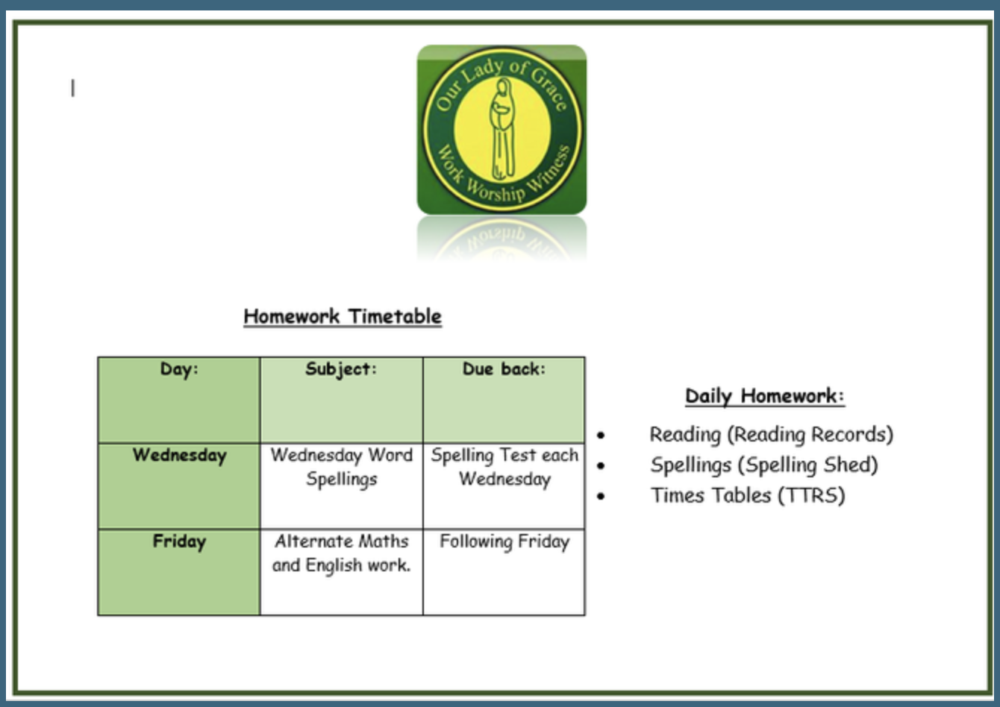 Our Lady of Grace
Work Worship Witness
Homework Timetable
Day:
Subject:
Due back:
Wednesday
Wednesday Word
Spellings
Spelling Test each
Wednesday
Friday
Alternate Maths
and English work.
Following Friday
Daily Homework:
• Reading (Reading Records)
• Spellings (Spelling Shed)
• Times Tables (TTRS)